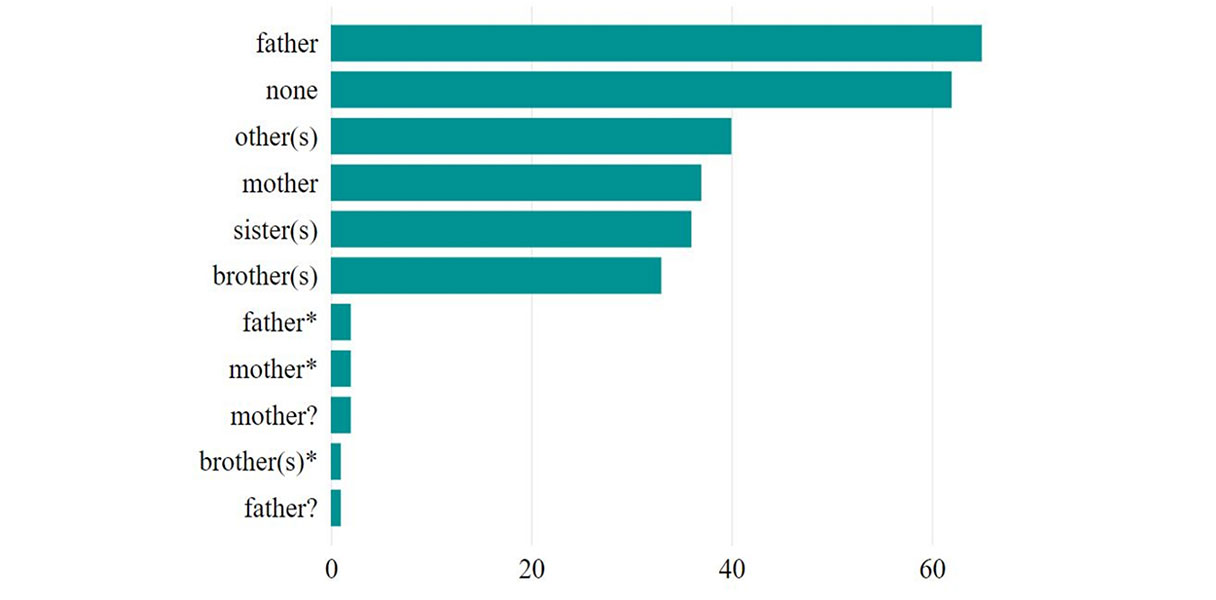 father
none
other(s)
mother
sister(s)
brother(s)
father*
mother*
mother?
brother(s)*
father?
0 20 40 60